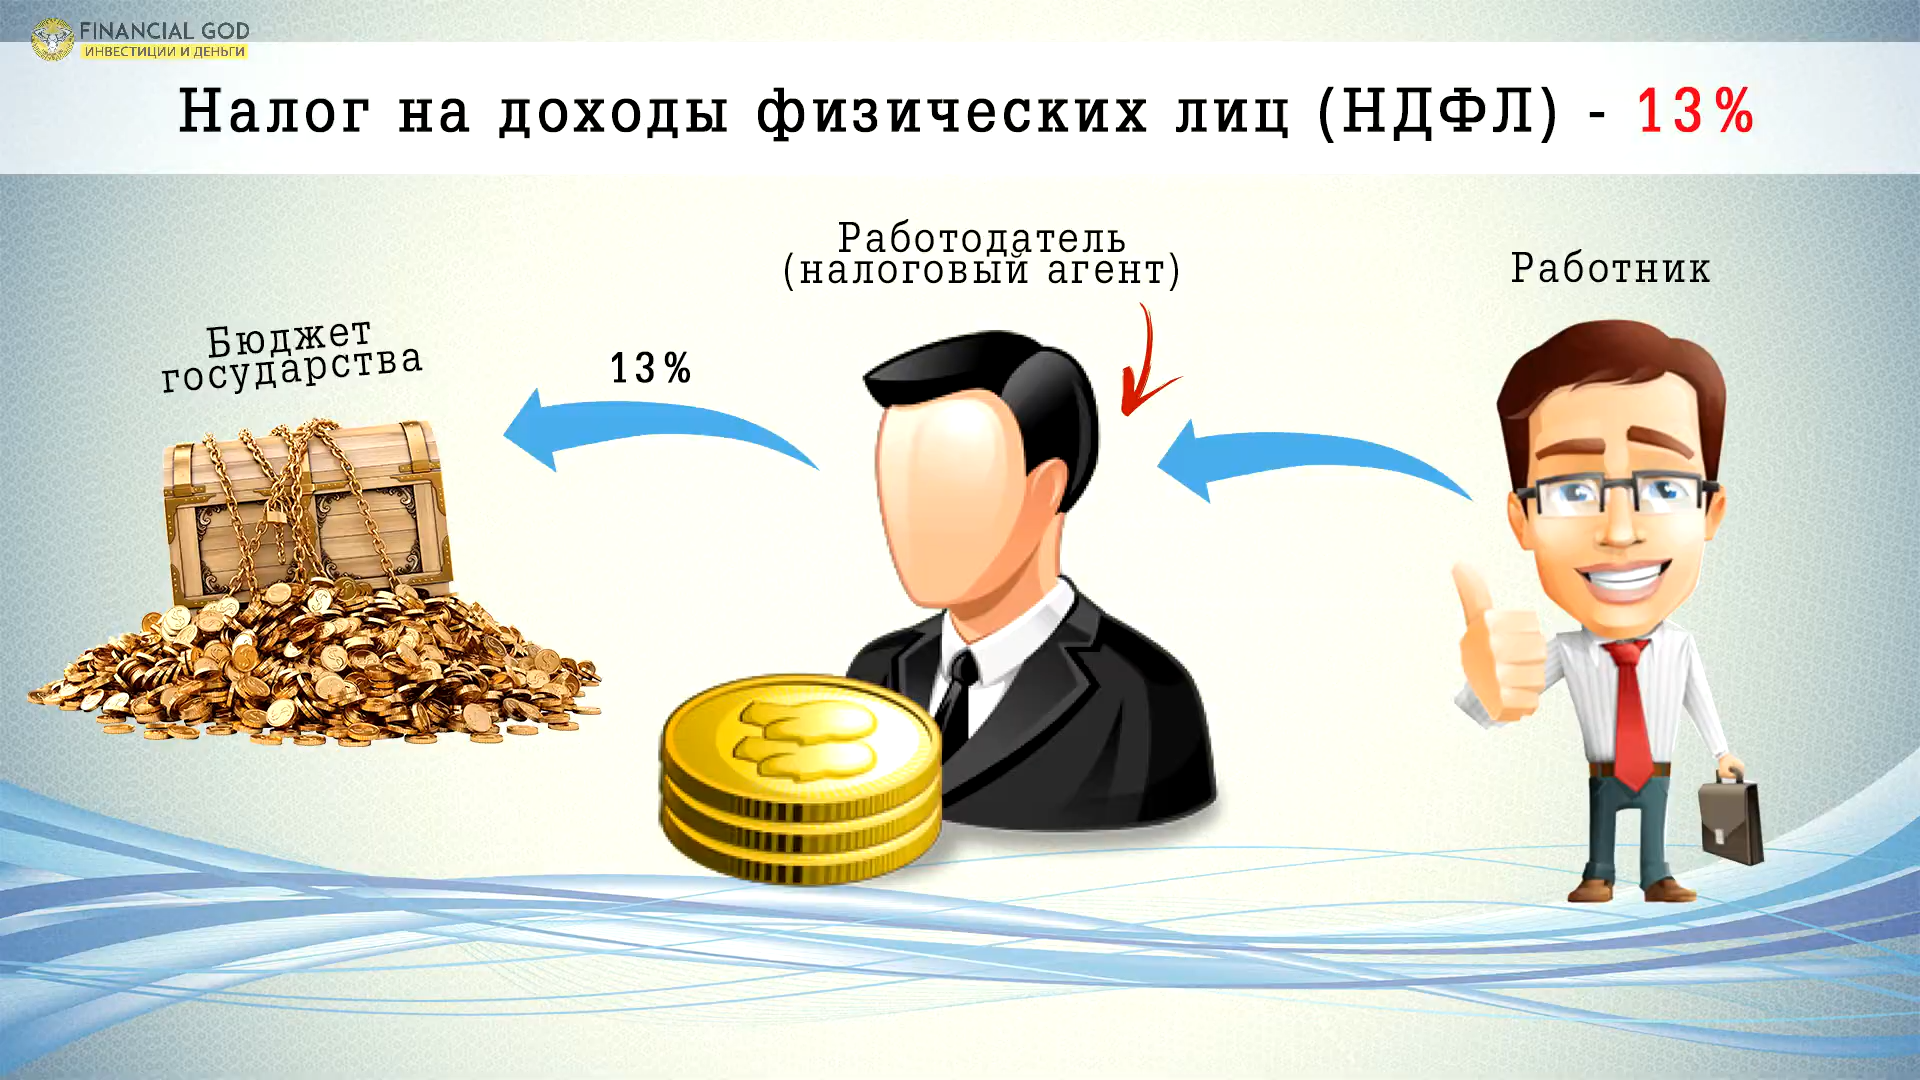 FINANCIAL GOD
ИНВЕСТИЦИИ И ДЕНЬГИ
Налог на доходы физических лиц (НДФЛ) - 13%
Работодатель
(налоговый агент)
Работник
Бюджет
государства
13%